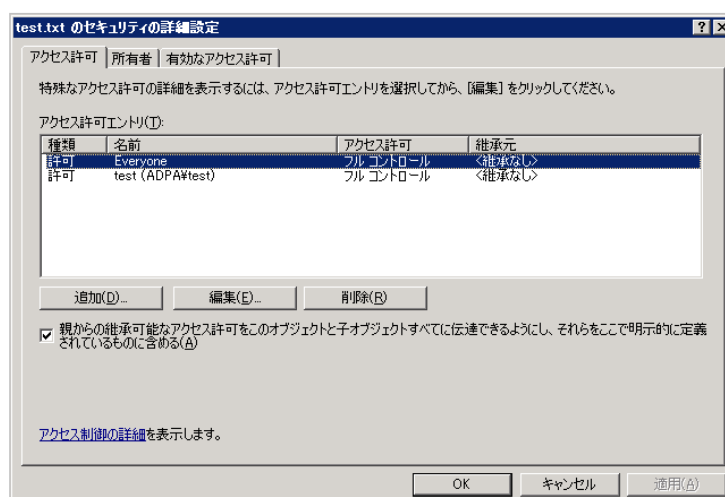 test.txt のセキュリティの詳細設定
アクセス許可 所有者 有効なアクセス許可
特殊なアクセス許可の詳細を表示するには、アクセス許可エントリを選択してから、[編集] をクリックしてください。
アクセス許可エントリ(T):
種類 名前 アクセス許可 継承元
許可 Everyone フル コントロール <継承なし>
許可 test (ADPA¥test) フル コントロール <継承なし>
追加(D)... 編集(E)... 削除(R)
親からの継承可能なアクセス許可をこのオブジェクトと子オブジェクトすべてに伝達できるようにし、それらをここで明示的に定義
されているものに含める(A)
アクセス制御の詳細を表示します。
OK キャンセル 適用(A)